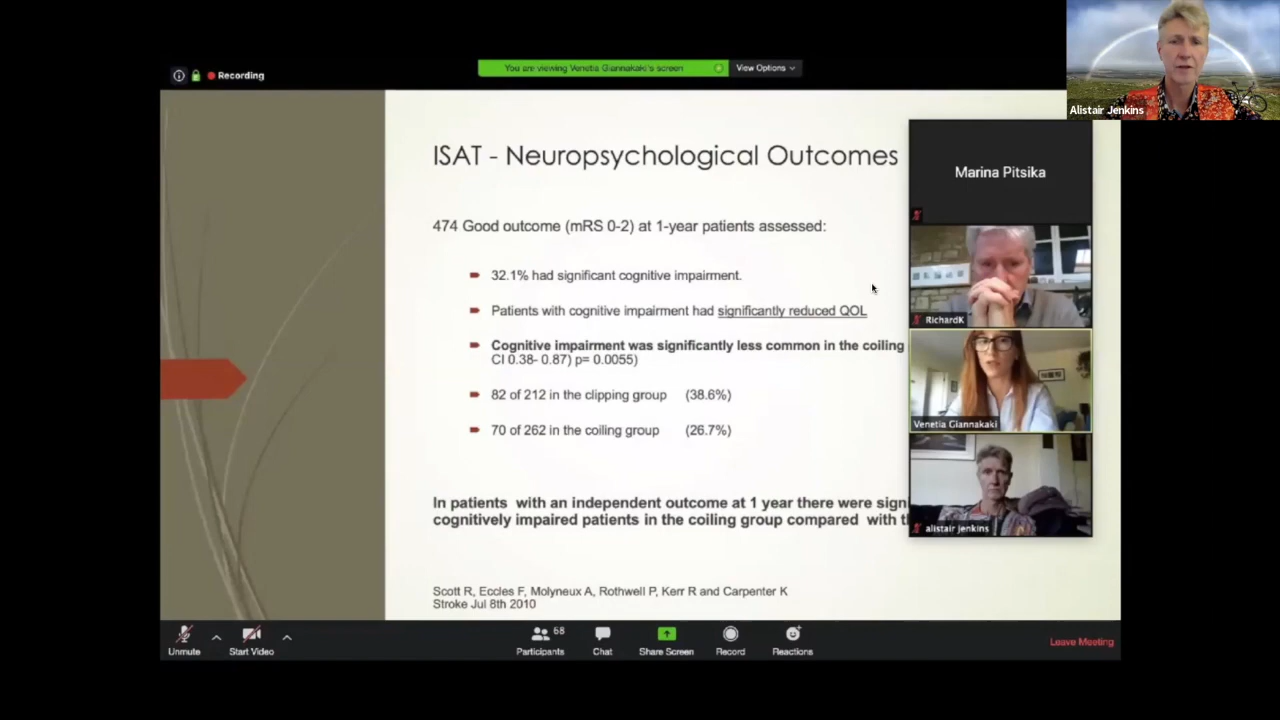 Alistair Jenkins
Recording
You are viewing Venetia Giannakaki's screen
View Options
ISAT - Neuropsychological Outcomes
474 Good outcome (mRS 0-2) at 1-year patients assessed:
32.1% had significant cognitive impairment.
Patients with cognitive impairment had significantly reduced QOL
Cognitive impairment was significantly less common in the coiling
CI 0.38- 0.87) p= 0.0055)
82 of 212 in the clipping group (38.6%)
70 of 262 in the coiling group (26.7%)
In patients with an independent outcome at 1 year there were
cognitively impaired patients in the coiling group compared with
Scott R, Eccles F, Molyneux A, Rothwell P, Kerr R and Carpenter K
Stroke Jul 8th 2010
Marina Pitsika
RichardK
Venetia Giannakaki
alistair jenkins
Unmute
Start Video
Participants 68
Chat
Share Screen
Record
Reactions
Leave Meeting